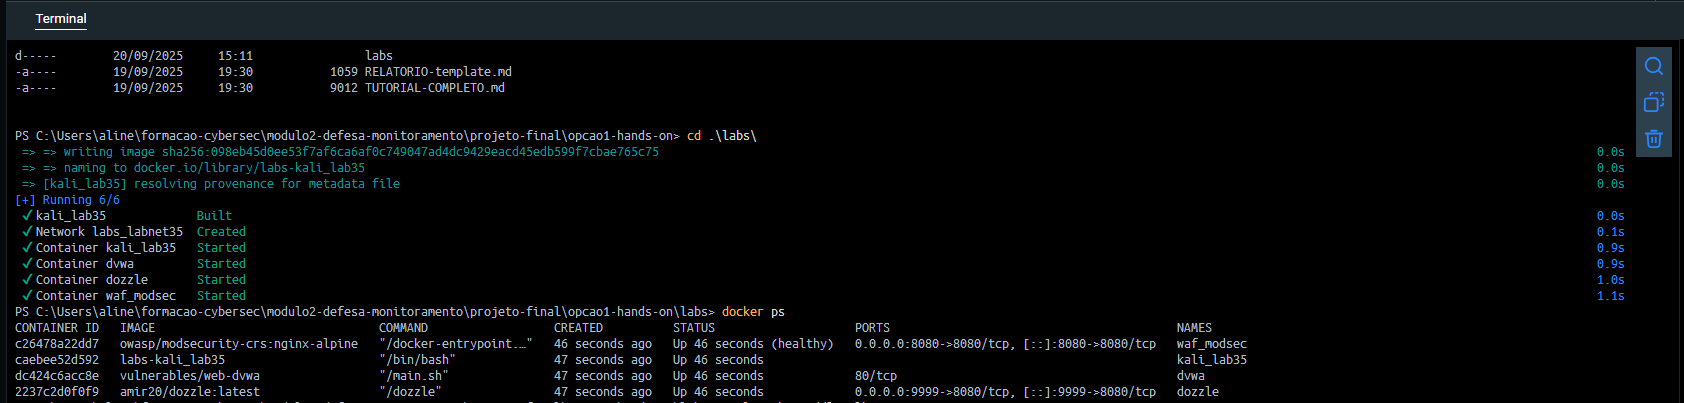 Terminal
d-----        20/09/2025     15:11                labs
-a----        19/09/2025     19:30           1059 RELATORIO-template.md
-a----        19/09/2025     19:30           9012 TUTORIAL-COMPLETO.md
PS C:\Users\aline\formacao-cybersec\modulo2-defesa-monitoramento\projeto-final\opcao1-hands-on> cd .\labs\
=> => writing image sha256:098eb45d0ee53f7af6ca6af0c749047ad4dc9429eacd45edb599f7cbae765c75 0.0s
=> => naming to docker.io/library/labs-kali_lab35 0.0s
=> [kali_lab35] resolving provenance for metadata file 0.0s
[+] Running 6/6
✔ kali_lab35 Built 0.0s
✔ Network labs_labnet35 Created 0.1s
✔ Container kali_lab35 Started 0.9s
✔ Container dvwa Started 0.9s
✔ Container dozzle Started 1.0s
✔ Container waf_modsec Started 1.1s
PS C:\Users\aline\formacao-cybersec\modulo2-defesa-monitoramento\projeto-final\opcao1-hands-on\labs> docker ps
CONTAINER ID   IMAGE   COMMAND   CREATED   STATUS   PORTS   NAMES
c26478a22dd7   owasp/modsecurity-crs:nginx-alpine   "/docker-entrypoint.…"   46 seconds ago   Up 46 seconds (healthy)   0.0.0.0:8080->8080/tcp, [::]:8080->8080/tcp   waf_modsec
caebee52d592   labs-kali_lab35   "/bin/bash"   47 seconds ago   Up 46 seconds   kali_lab35
dc424c6acc8e   vulnerables/web-dvwa   "/main.sh"   47 seconds ago   Up 46 seconds   80/tcp   dvwa
2237c2d0f0f9   amir20/dozzle:latest   "/dozzle"   47 seconds ago   Up 46 seconds   0.0.0.0:9999->8080/tcp, [::]:9999->8080/tcp   dozzle